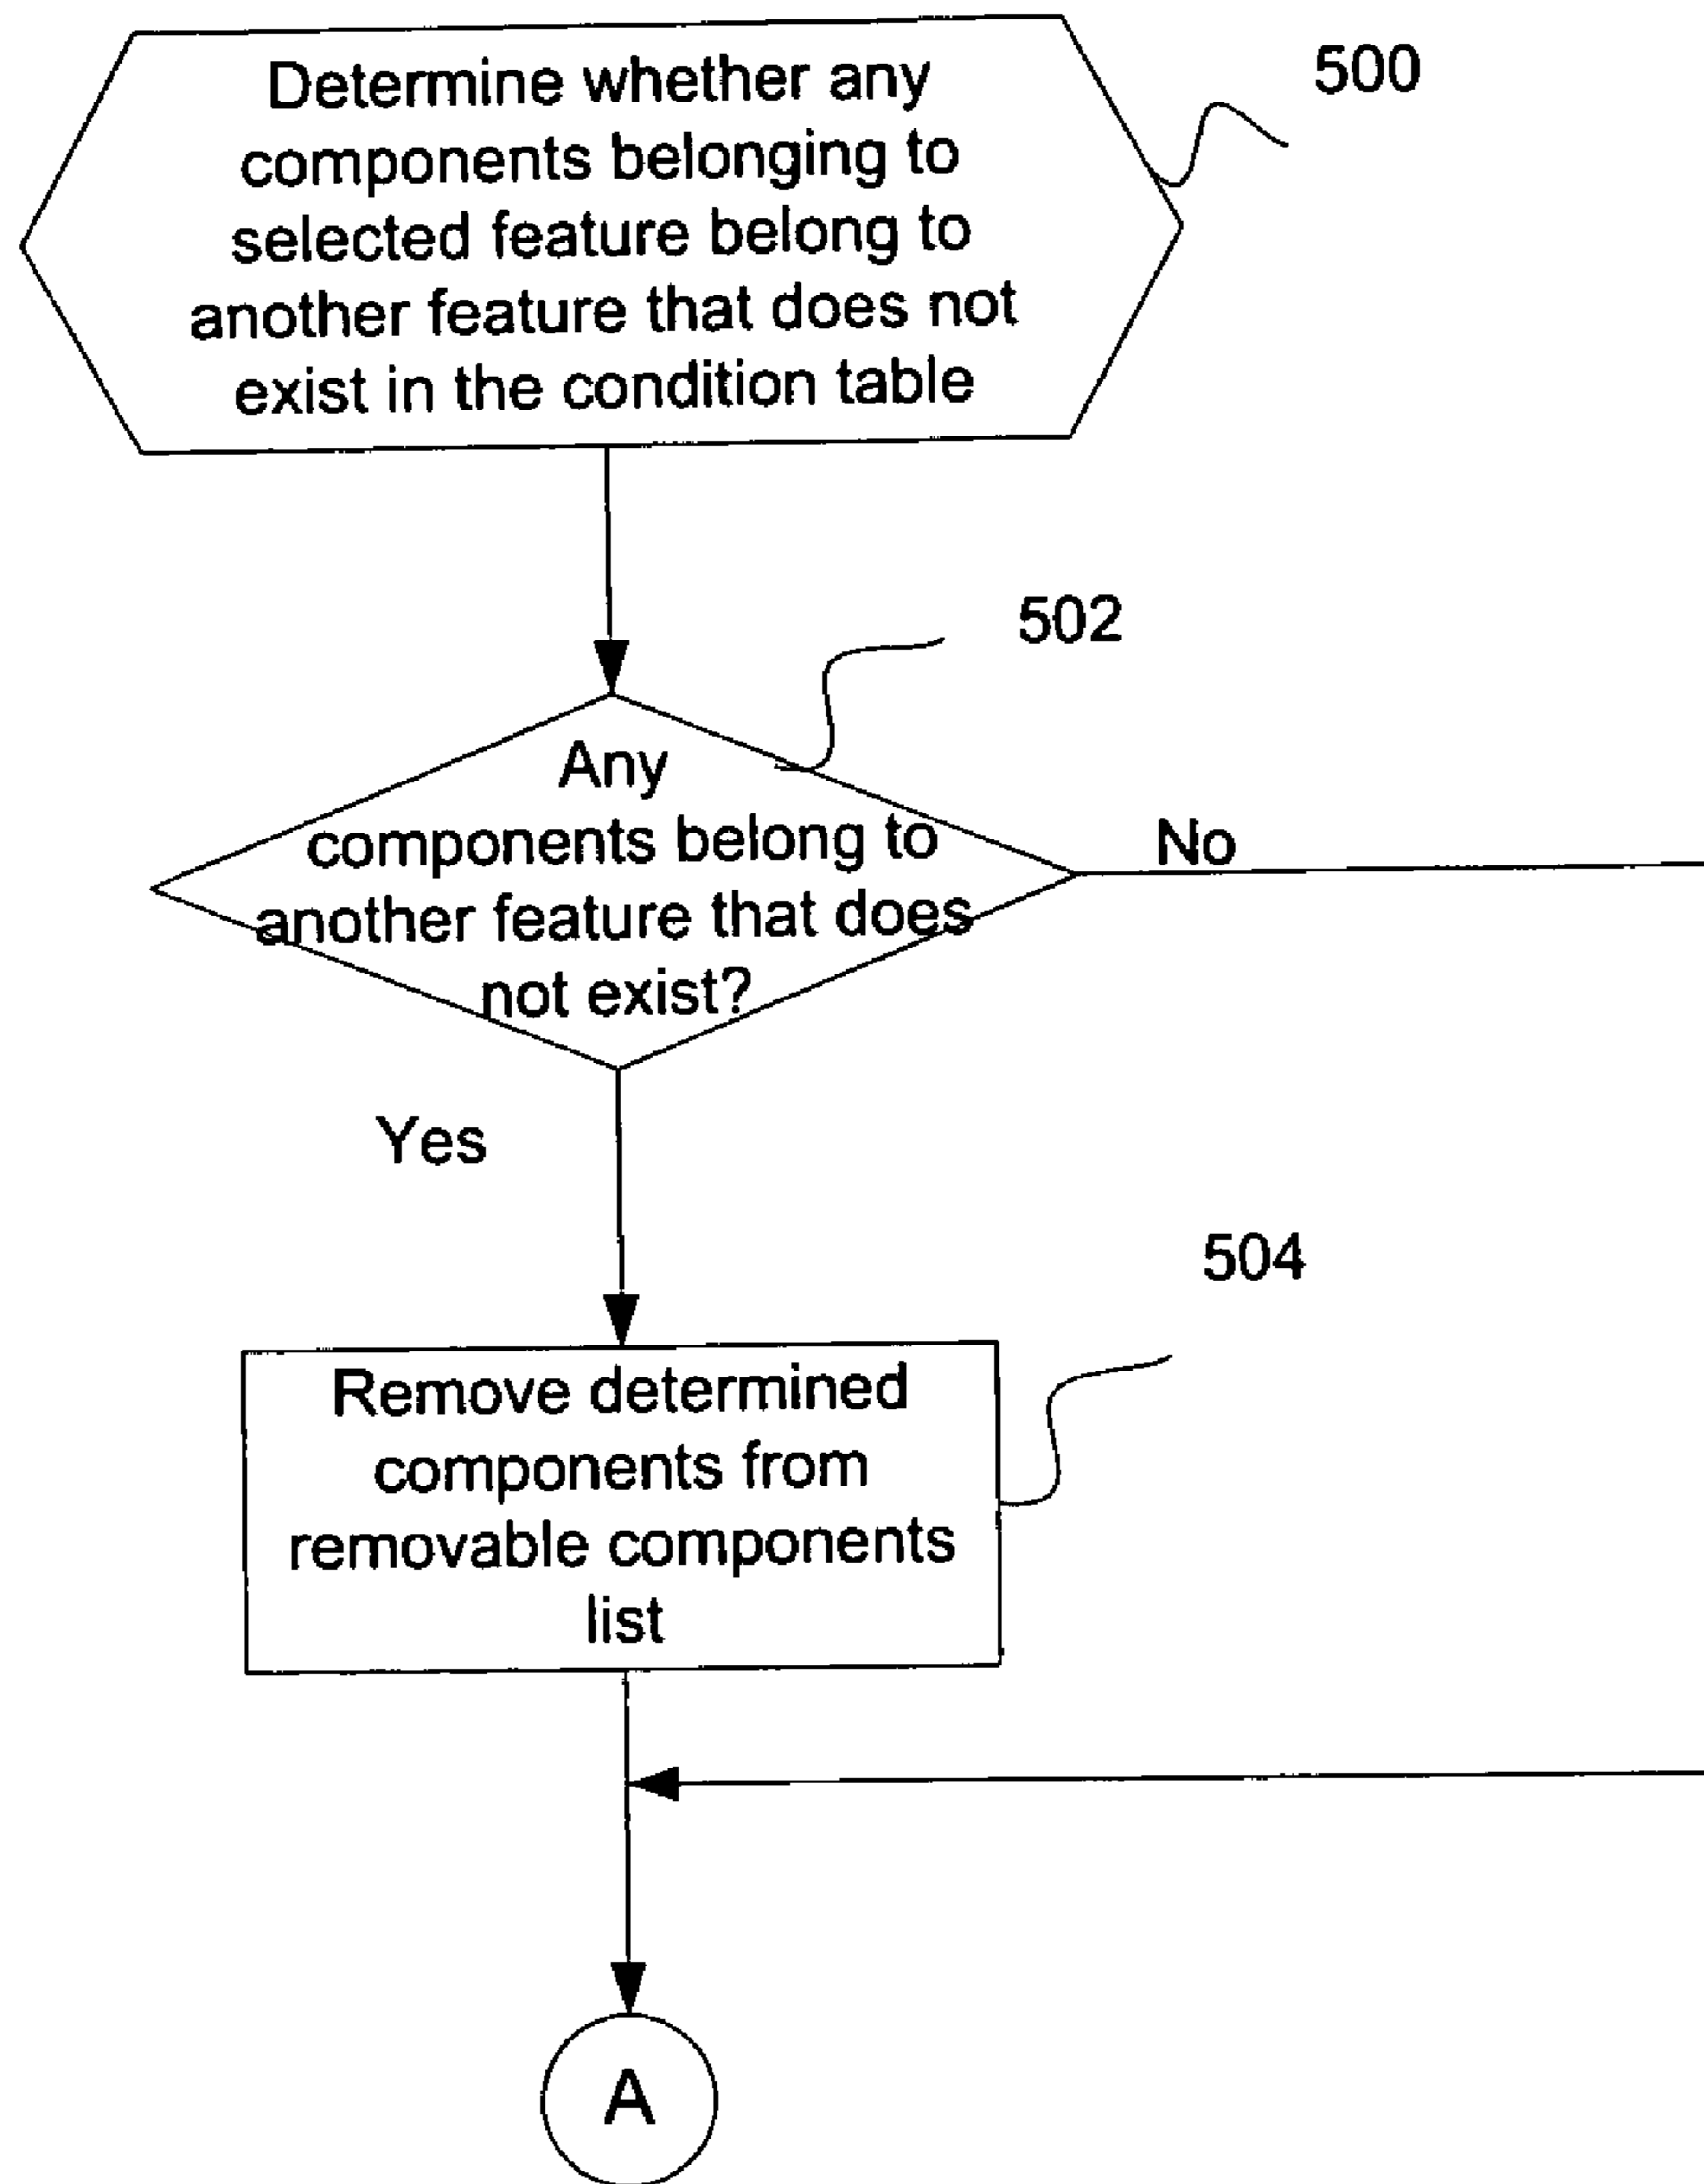 Determine whether any
components belonging to
selected feature belong to
another feature that does not
exist in the condition table
500
502
Any
components belong to
another feature that does
not exist?
No
Yes
504
Remove determined
components from
removable components
list
A